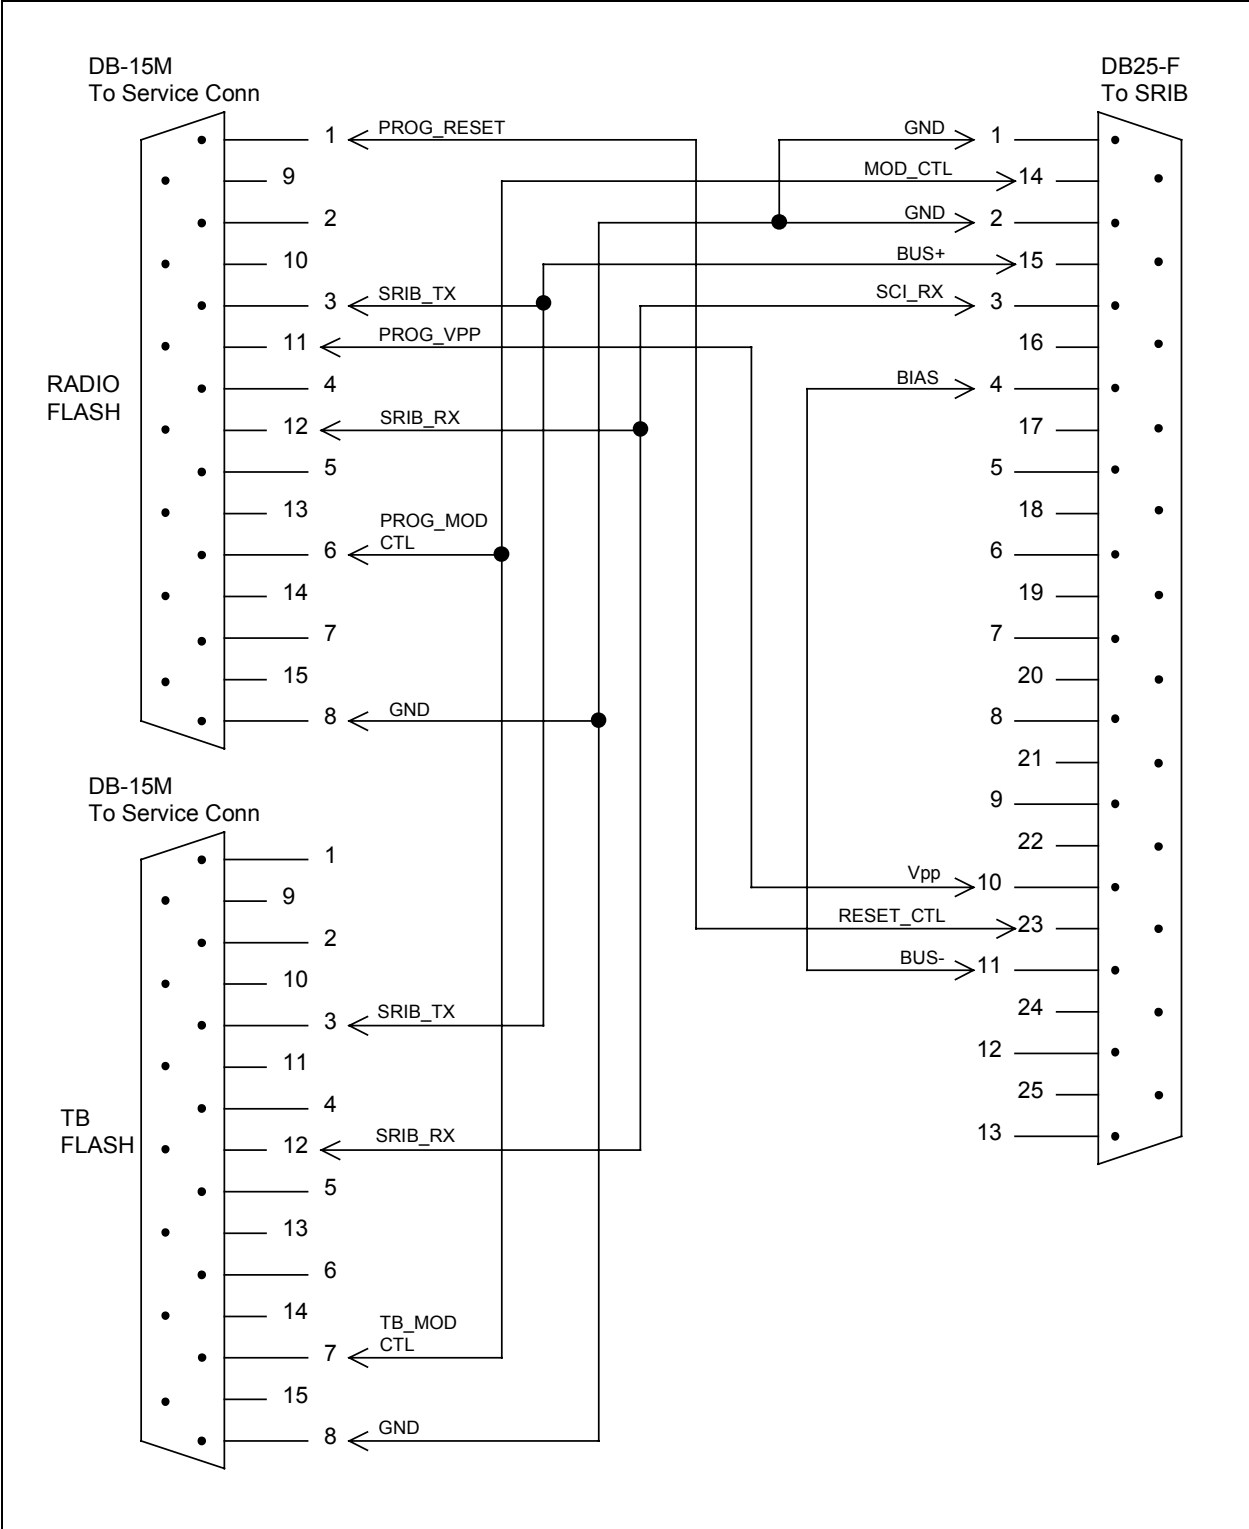 DB-15M
To Service Conn
DB25-F
To SRIB
1 PROG_RESET GND 1
9 MOD_CTL 14
2 GND 2
10 BUS+ 15
3 SRIB_TX SCI_RX 3
11 PROG_VPP 16
RADIO
FLASH
4 BIAS 4
12 SRIB_RX 17
5 5
13 18
PROG_MOD
6 CTL 6
14 19
7 7
15 20
8 GND 8
DB-15M
To Service Conn
21
9
1 22
9 Vpp 10
2 RESET_CTL 23
10 BUS- 11
3 SRIB_TX 24
11 12
TB
FLASH
4 25
12 SRIB_RX 13
5
13
6
14
TB_MOD
7 CTL
15
8 GND